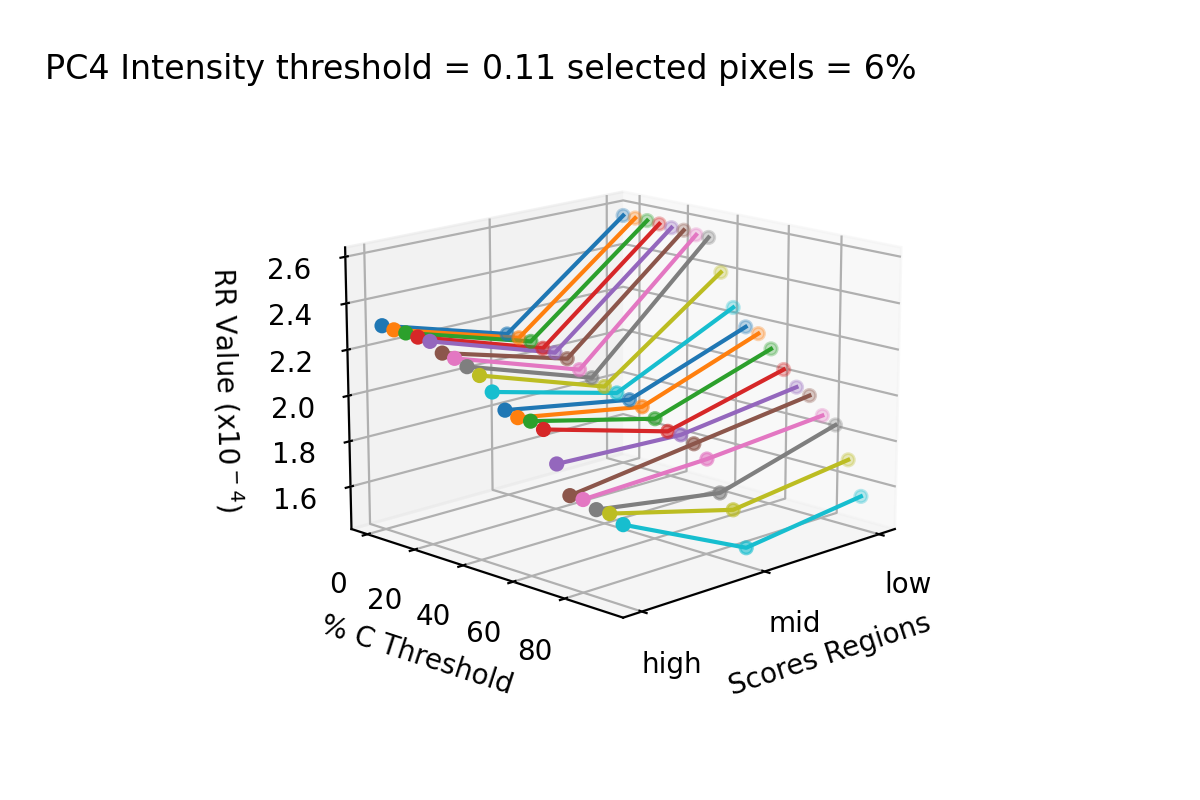 PC4 Intensity threshold = 0.11 selected pixels = 6%
RR Value (x10⁻⁴)
2.6
2.4
2.2
2.0
1.8
1.6
0
20
40
60
80
% C Threshold
high
mid
low
Scores Regions